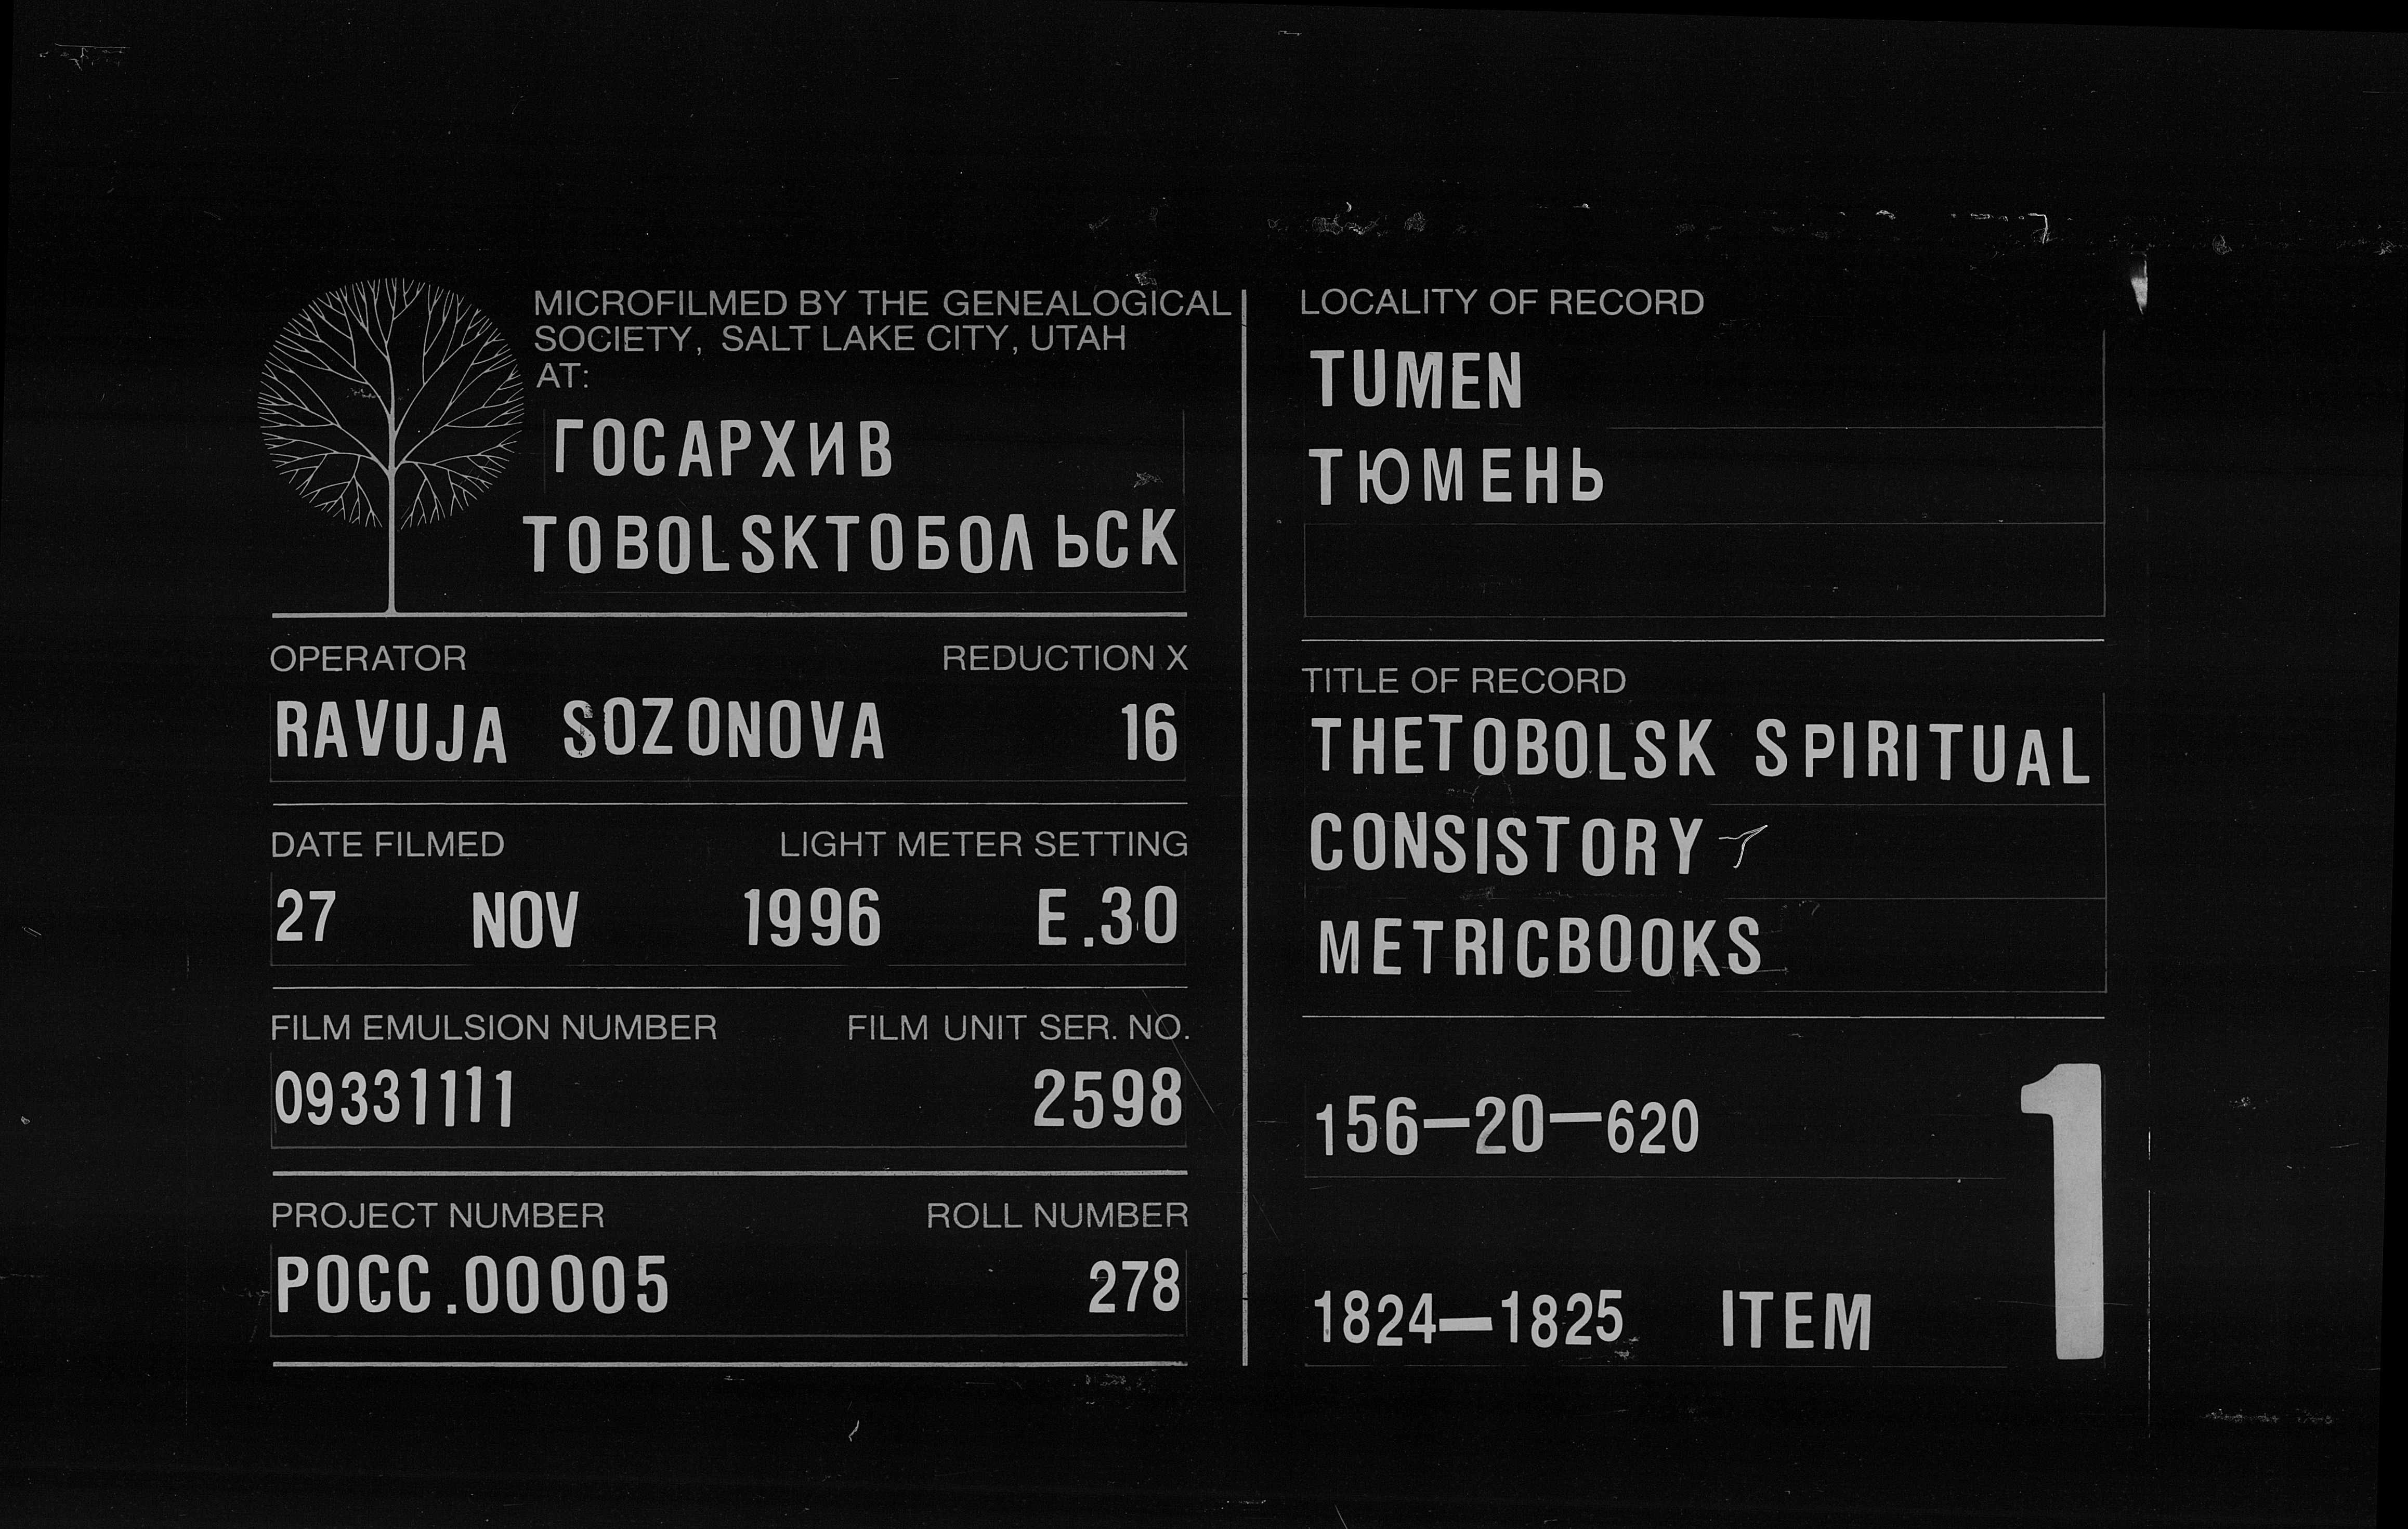 MICROFILMED BY THE GENEALOGICAL
SOCIETY, SALT LAKE CITY, UTAH
AT:
ГОСАРХИВ
TOBOLSKТОБОЛ ЬСК
OPERATOR REDUCTION X
RAVUJA SOZONOVA 16
DATE FILMED LIGHT METER SETTING
27 NOV 1996 E.30
FILM EMULSION NUMBER FILM UNIT SER. NO.
09331111 2598
PROJECT NUMBER ROLL NUMBER
РОСС.00005 278
LOCALITY OF RECORD
TUMEN
ТЮМЕНЬ
TITLE OF RECORD
THETOBOLSK SPIRITUAL
CONSISTORY
METRICBOOKS
156—20—620
1824—1825 ITEM 1